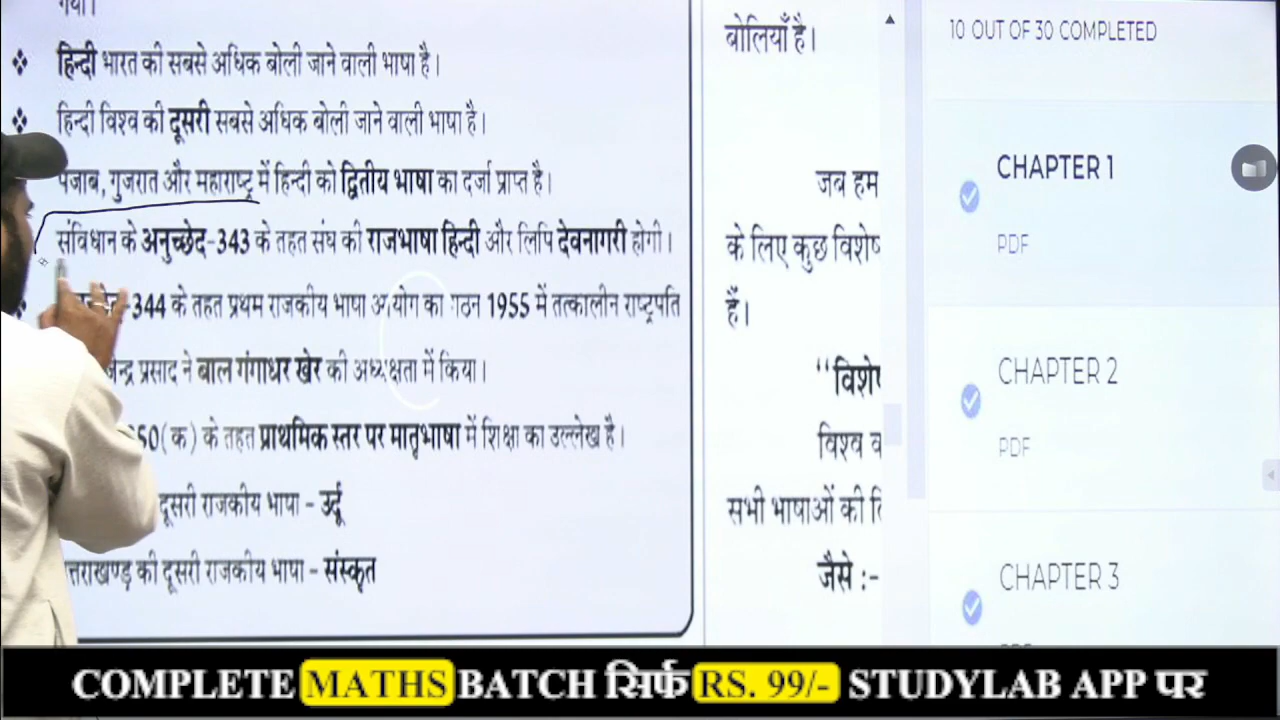 गया।
हिन्दी भारत की सबसे अधिक बोली जाने वाली भाषा है।
हिन्दी विश्व की दूसरी सबसे अधिक बोली जाने वाली भाषा है।
पंजाब, गुजरात और महाराष्ट्र में हिन्दी को द्वितीय भाषा का दर्जा प्राप्त है।
संविधान के अनुच्छेद-343 के तहत संघ की राजभाषा हिन्दी और लिपि देवनागरी होगी।
-344 के तहत प्रथम राजकीय भाषा आयोग का गठन 1955 में तत्कालीन राष्ट्रपति
प्रसाद ने बाल गंगाधर खेर की अध्यक्षता में किया।
350(क) के तहत प्राथमिक स्तर पर मातृभाषा में शिक्षा का उल्लेख है।
दूसरी राजकीय भाषा - उर्दू
की दूसरी राजकीय भाषा - संस्कृत
बोलियाँ है।
जब हम
के लिए कुछ विशेष
हैं।
विश्व
सभी भाषाओं की
जैसे :-
10 OUT OF 30 COMPLETED
CHAPTER 1
PDF
CHAPTER 2
PDF
CHAPTER 3
COMPLETE MATHS BATCH सिर्फ RS. 99/- STUDYLAB APP पर